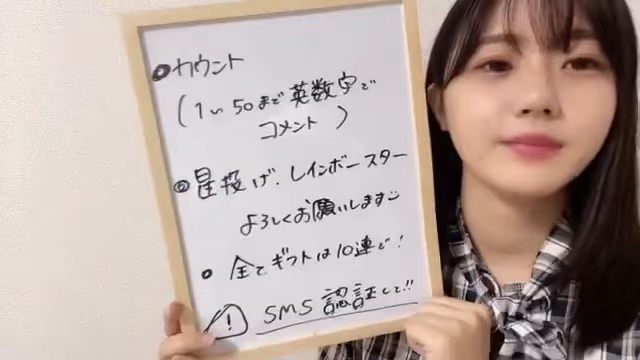 ●カウント
(1〜50まで英数字で
コメント)
●星投げ.レインボースター
よろしくお願いします
●全てギフトは10連で!
! SMS認証して!!